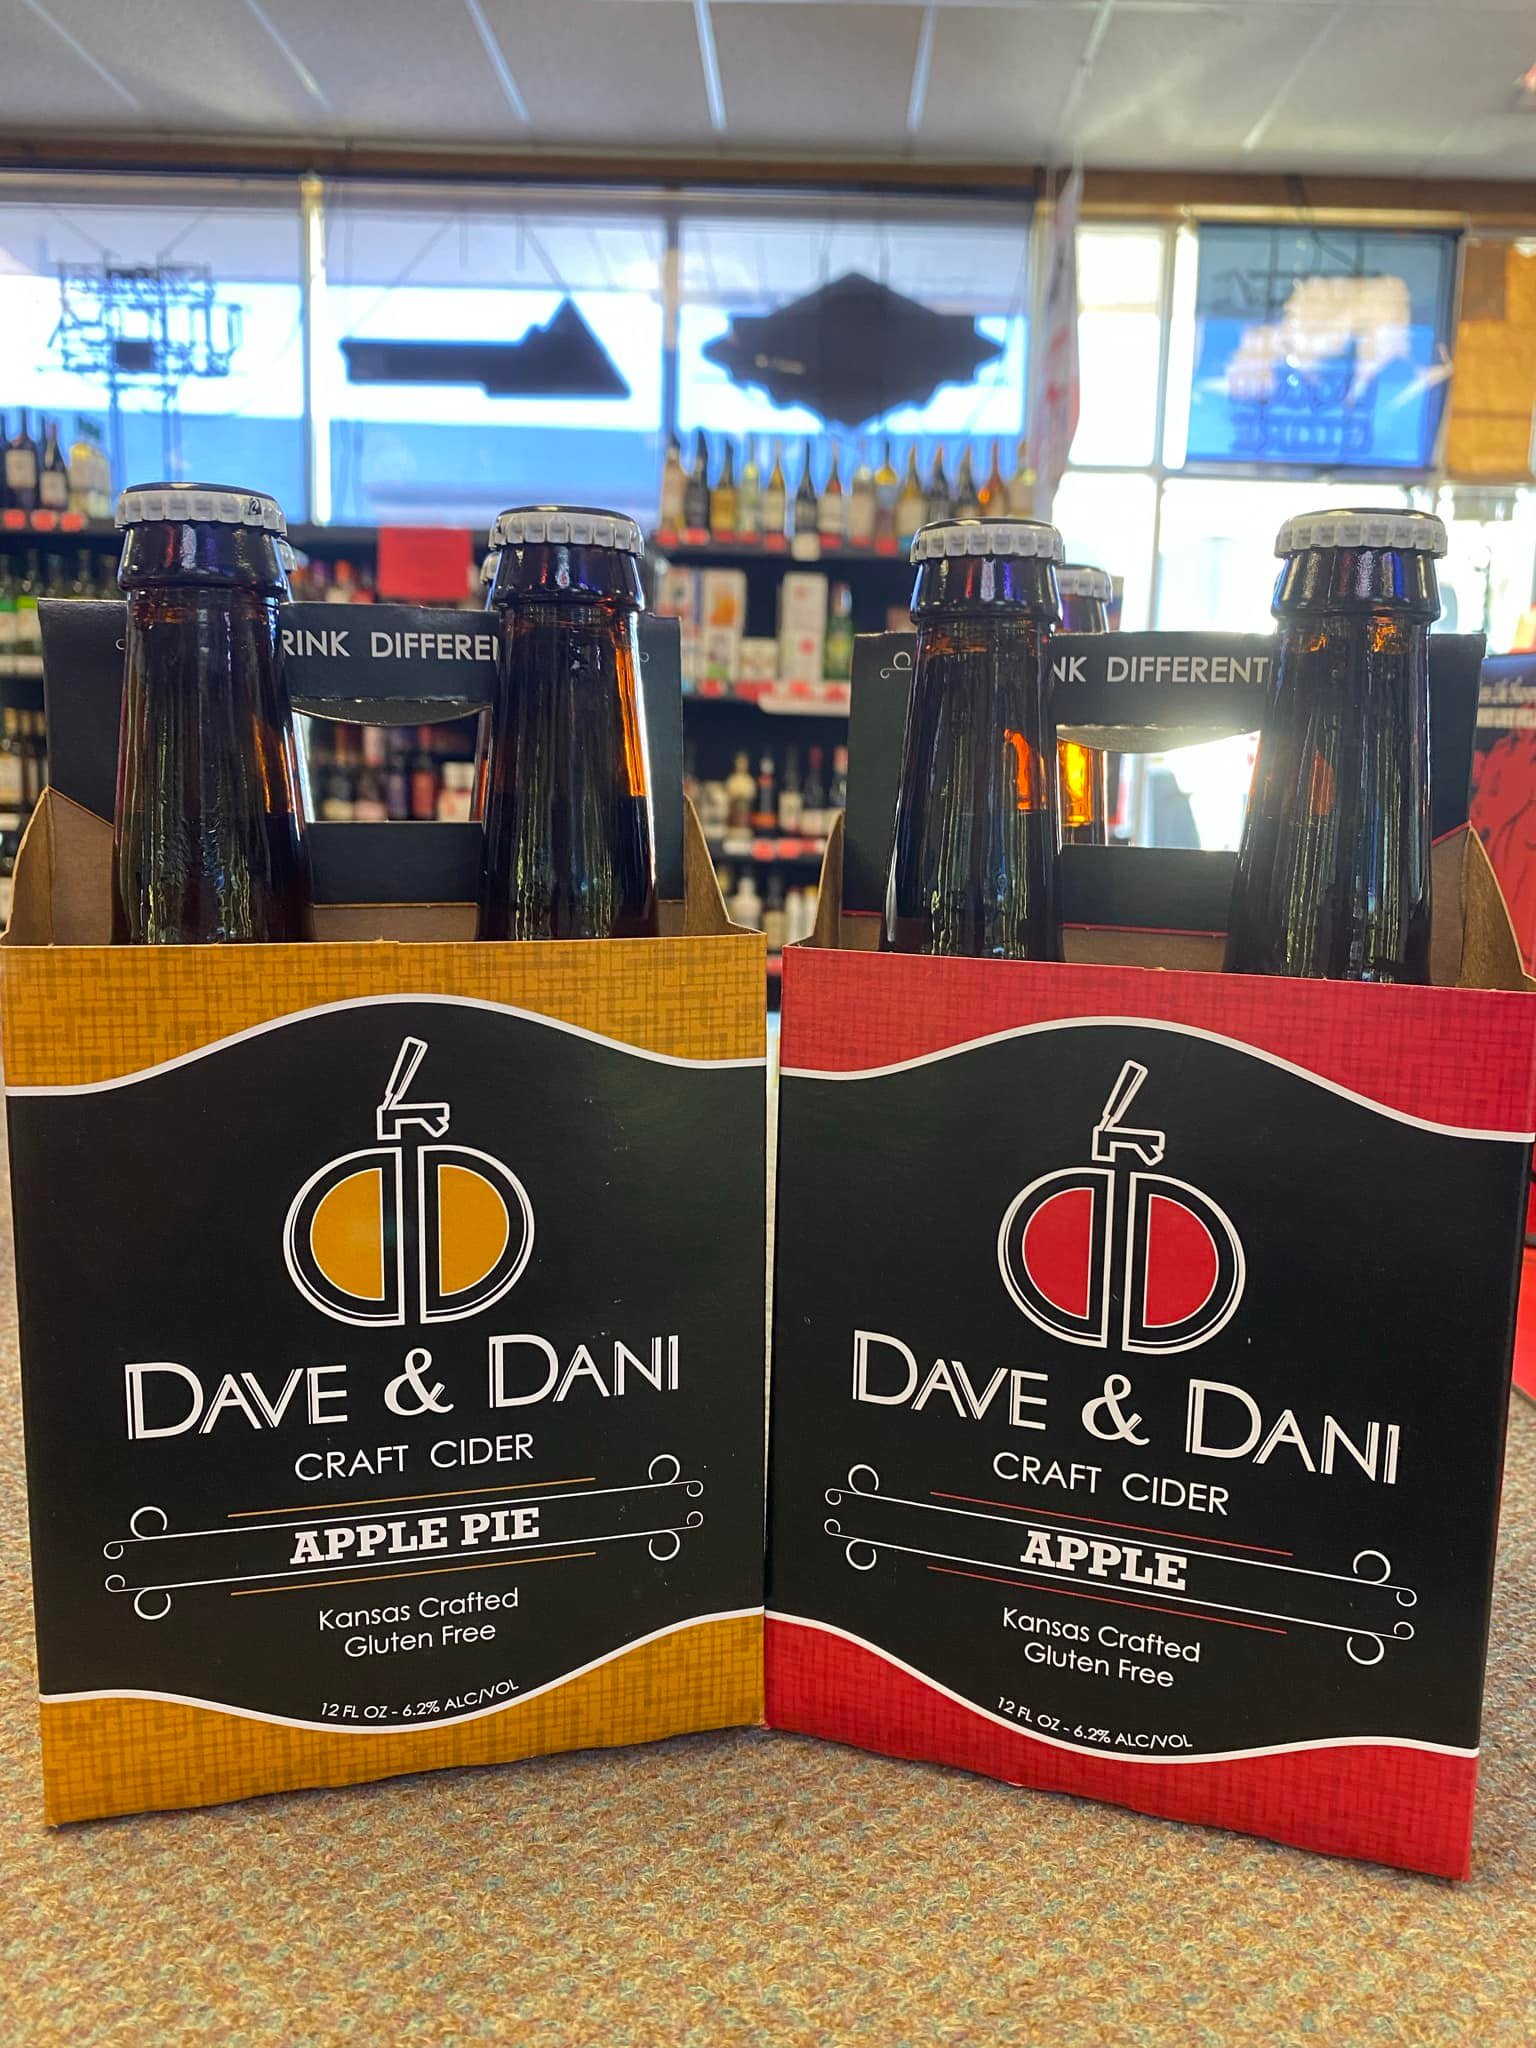 RINK DIFFEREN
DAVE & DANI
CRAFT CIDER
APPLE PIE
Kansas Crafted
Gluten Free
12 FL OZ - 6.2% ALC/VOL
NK DIFFERENT
DAVE & DANI
CRAFT CIDER
APPLE
Kansas Crafted
Gluten Free
12 FL OZ - 6.2% ALC/VOL